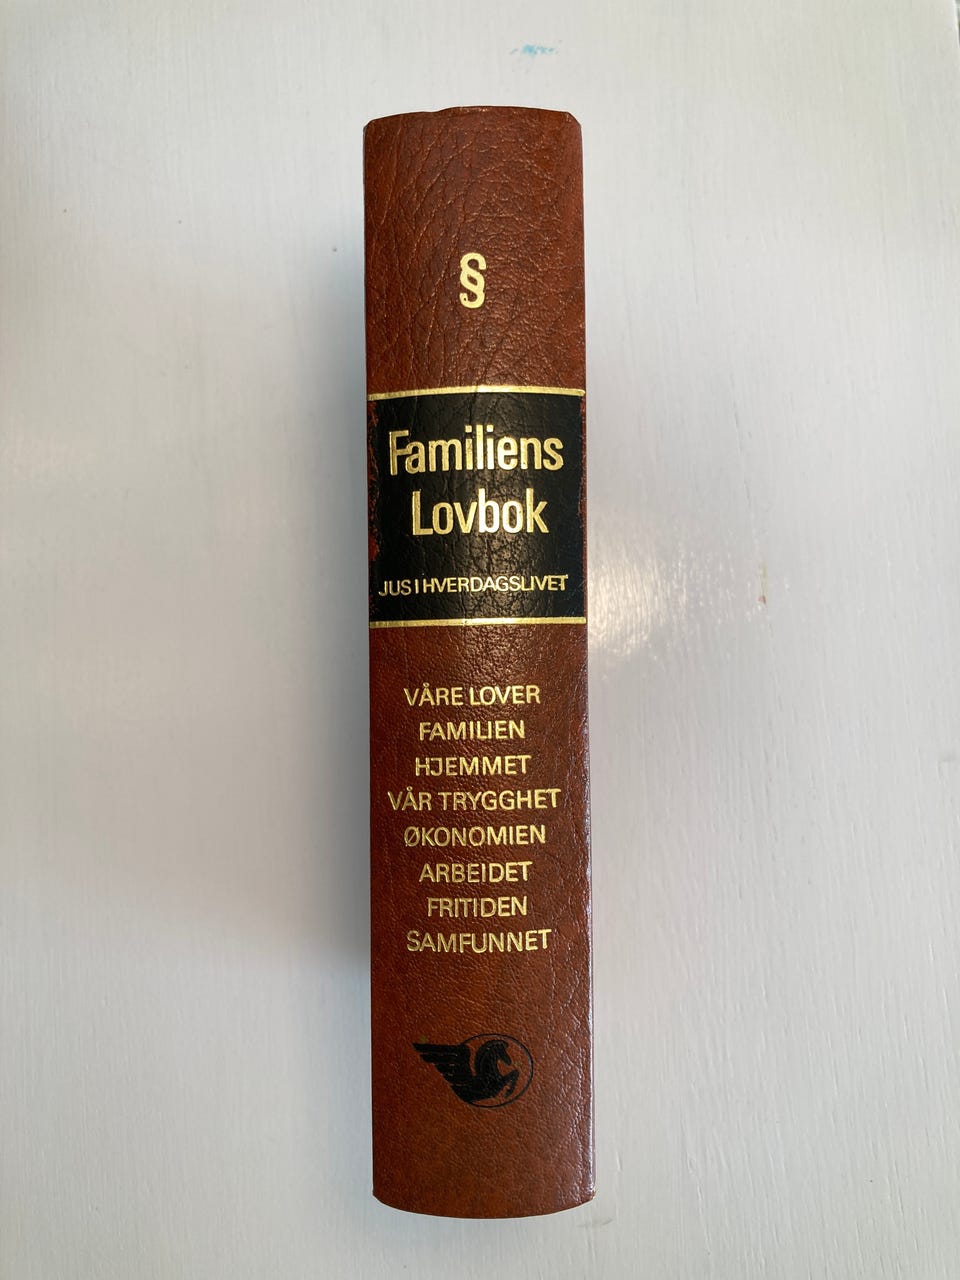 §
Familiens
Lovbok
JUS I HVERDAGSLIVET
VÅRE LOVER
FAMILIEN
HJEMMET
VÅR TRYGGHET
ØKONOMIEN
ARBEIDET
FRITIDEN
SAMFUNNET